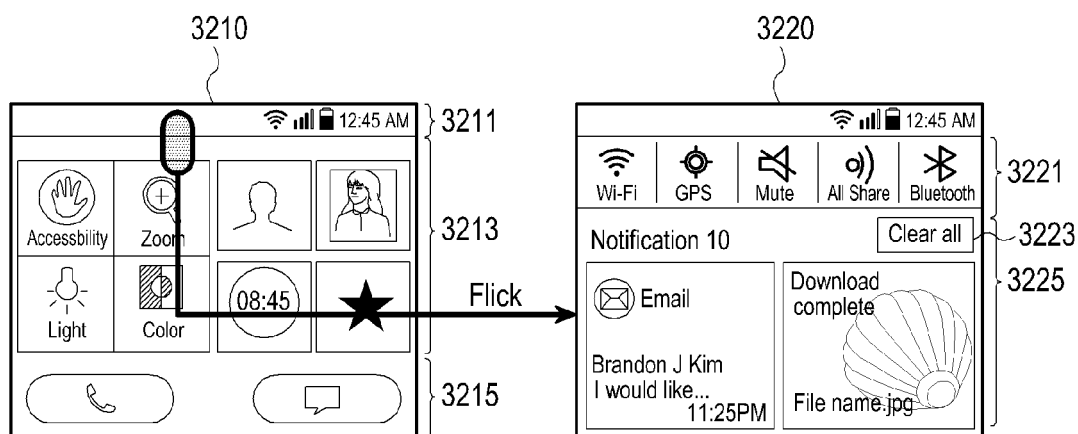 3210
3220
12:45 AM
3211
12:45 AM
Wi-Fi
GPS
Mute
All Share
Bluetooth
3221
Accessbility
Zoom
3213
Notification 10
Clear all
3223
Light
Color
08:45
Flick
Email
Download
complete
3225
Brandon J Kim
I would like...
11:25PM
File name.jpg
3215